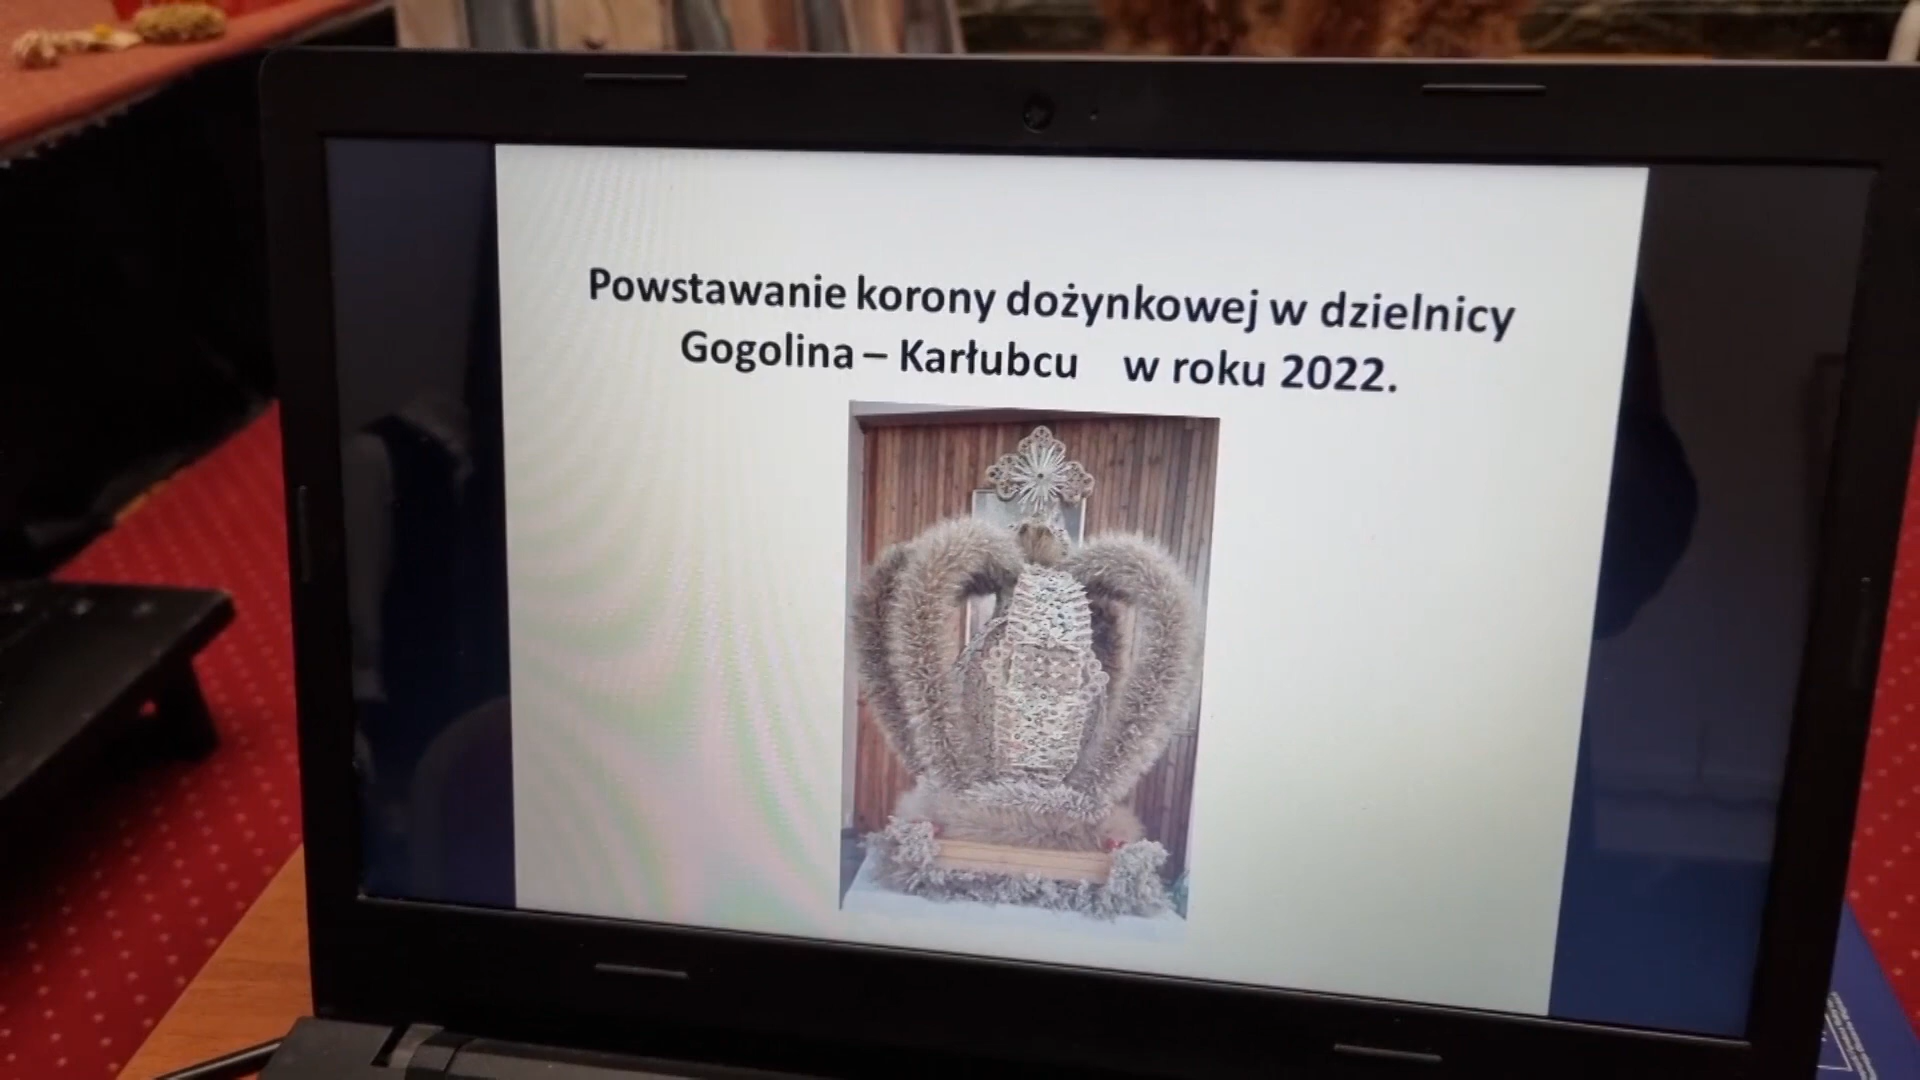 Powstawanie korony dożynkowej w dzielnicy
Gogolina – Karłubcu w roku 2022.